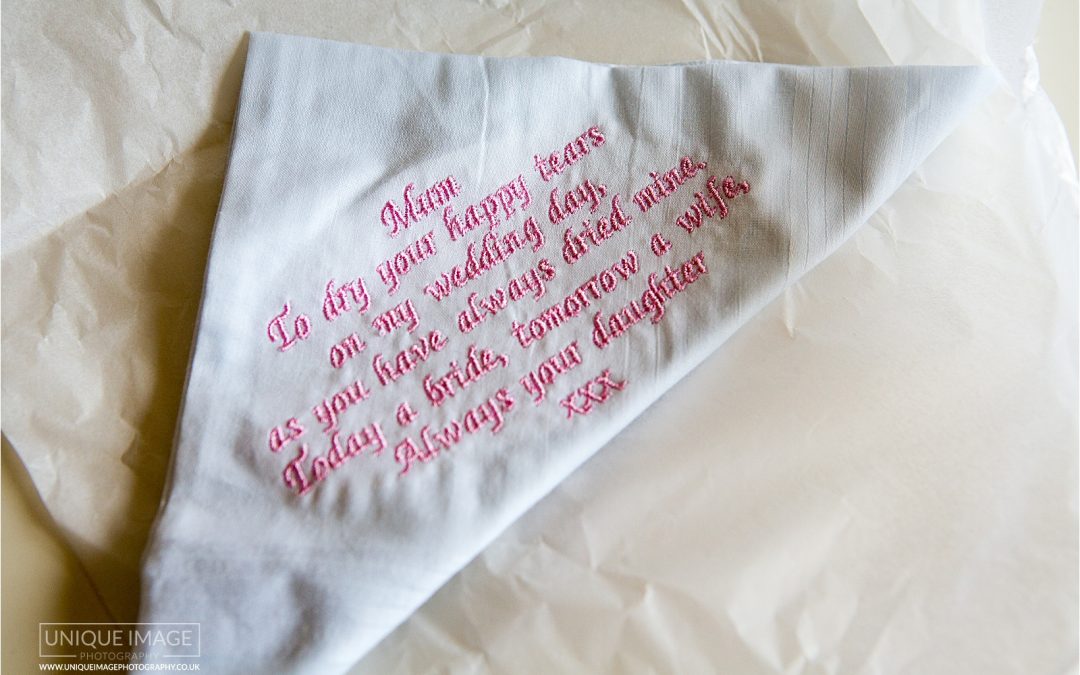 Mum
To dry your happy tears
on my wedding day,
as you have always dried mine.
Today a bride, tomorrow a wife,
Always your daughter
xxx
UNIQUE IMAGE
PHOTOGRAPHY
WWW.UNIQUEIMAGEPHOTOGRAPHY.CO.UK